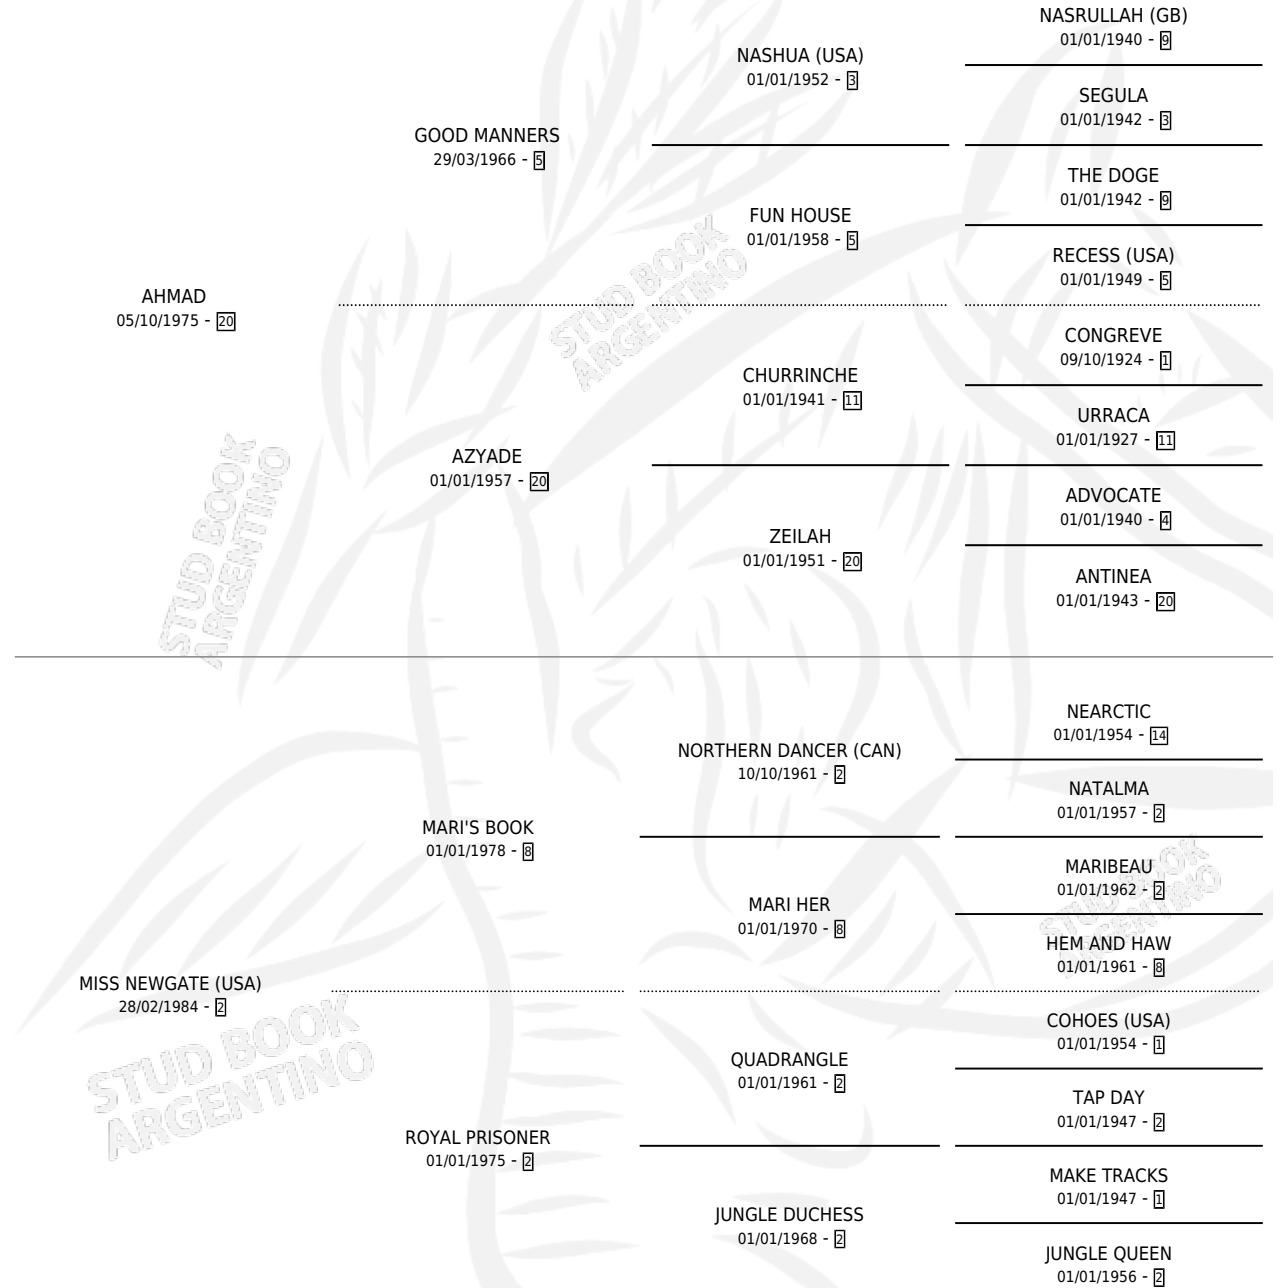 NASRULLAH (GB)
01/01/1940 - 9
NASHUA (USA)
01/01/1952 - 3
SEGULA
01/01/1942 - 3
GOOD MANNERS
29/03/1966 - 5
THE DOGE
01/01/1942 - 9
FUN HOUSE
01/01/1958 - 5
RECESS (USA)
01/01/1949 - 5
AHMAD
05/10/1975 - 20
CONGREVE
09/10/1924 - 1
CHURRINCHE
01/01/1941 - 11
URRACA
01/01/1927 - 11
AZYADE
01/01/1957 - 20
ADVOCATE
01/01/1940 - 4
ZEILAH
01/01/1951 - 20
ANTINEA
01/01/1943 - 20
NEARCTIC
01/01/1954 - 14
NORTHERN DANCER (CAN)
10/10/1961 - 2
NATALMA
01/01/1957 - 2
MARI'S BOOK
01/01/1978 - 8
MARIBEAU
01/01/1962 - 2
MARI HER
01/01/1970 - 8
HEM AND HAW
01/01/1961 - 8
MISS NEWGATE (USA)
28/02/1984 - 2
COHOES (USA)
01/01/1954 - 1
QUADRANGLE
01/01/1961 - 2
TAP DAY
01/01/1947 - 2
ROYAL PRISONER
01/01/1975 - 2
MAKE TRACKS
01/01/1947 - 1
JUNGLE DUCHESS
01/01/1968 - 2
JUNGLE QUEEN
01/01/1956 - 2
STUD BOOK
ARGENTINO
STUD BOOK
ARGENTINO
STUD BOOK
ARGENTINO
STUD BOOK
ARGENTINO